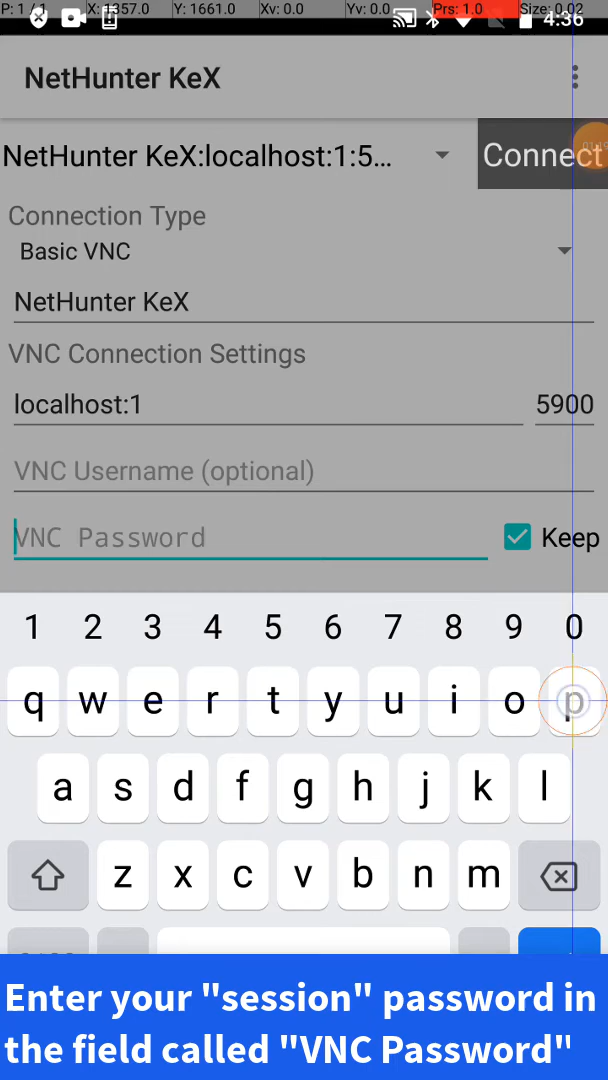 P: 1 / 1 X: 1357.0 Y: 1661.0 Xv: 0.0 Yv: 0.0 Prs: 1.0 Size: 0.02
4:36
NetHunter KeX
NetHunter KeX:localhost:1:5...
Connect
Connection Type
Basic VNC
NetHunter KeX
VNC Connection Settings
localhost:1 5900
VNC Username (optional)
VNC Password Keep
1 2 3 4 5 6 7 8 9 0
q w e r t y u i o p
a s d f g h j k l
z x c v b n m
Enter your "session" password in
the field called "VNC Password"